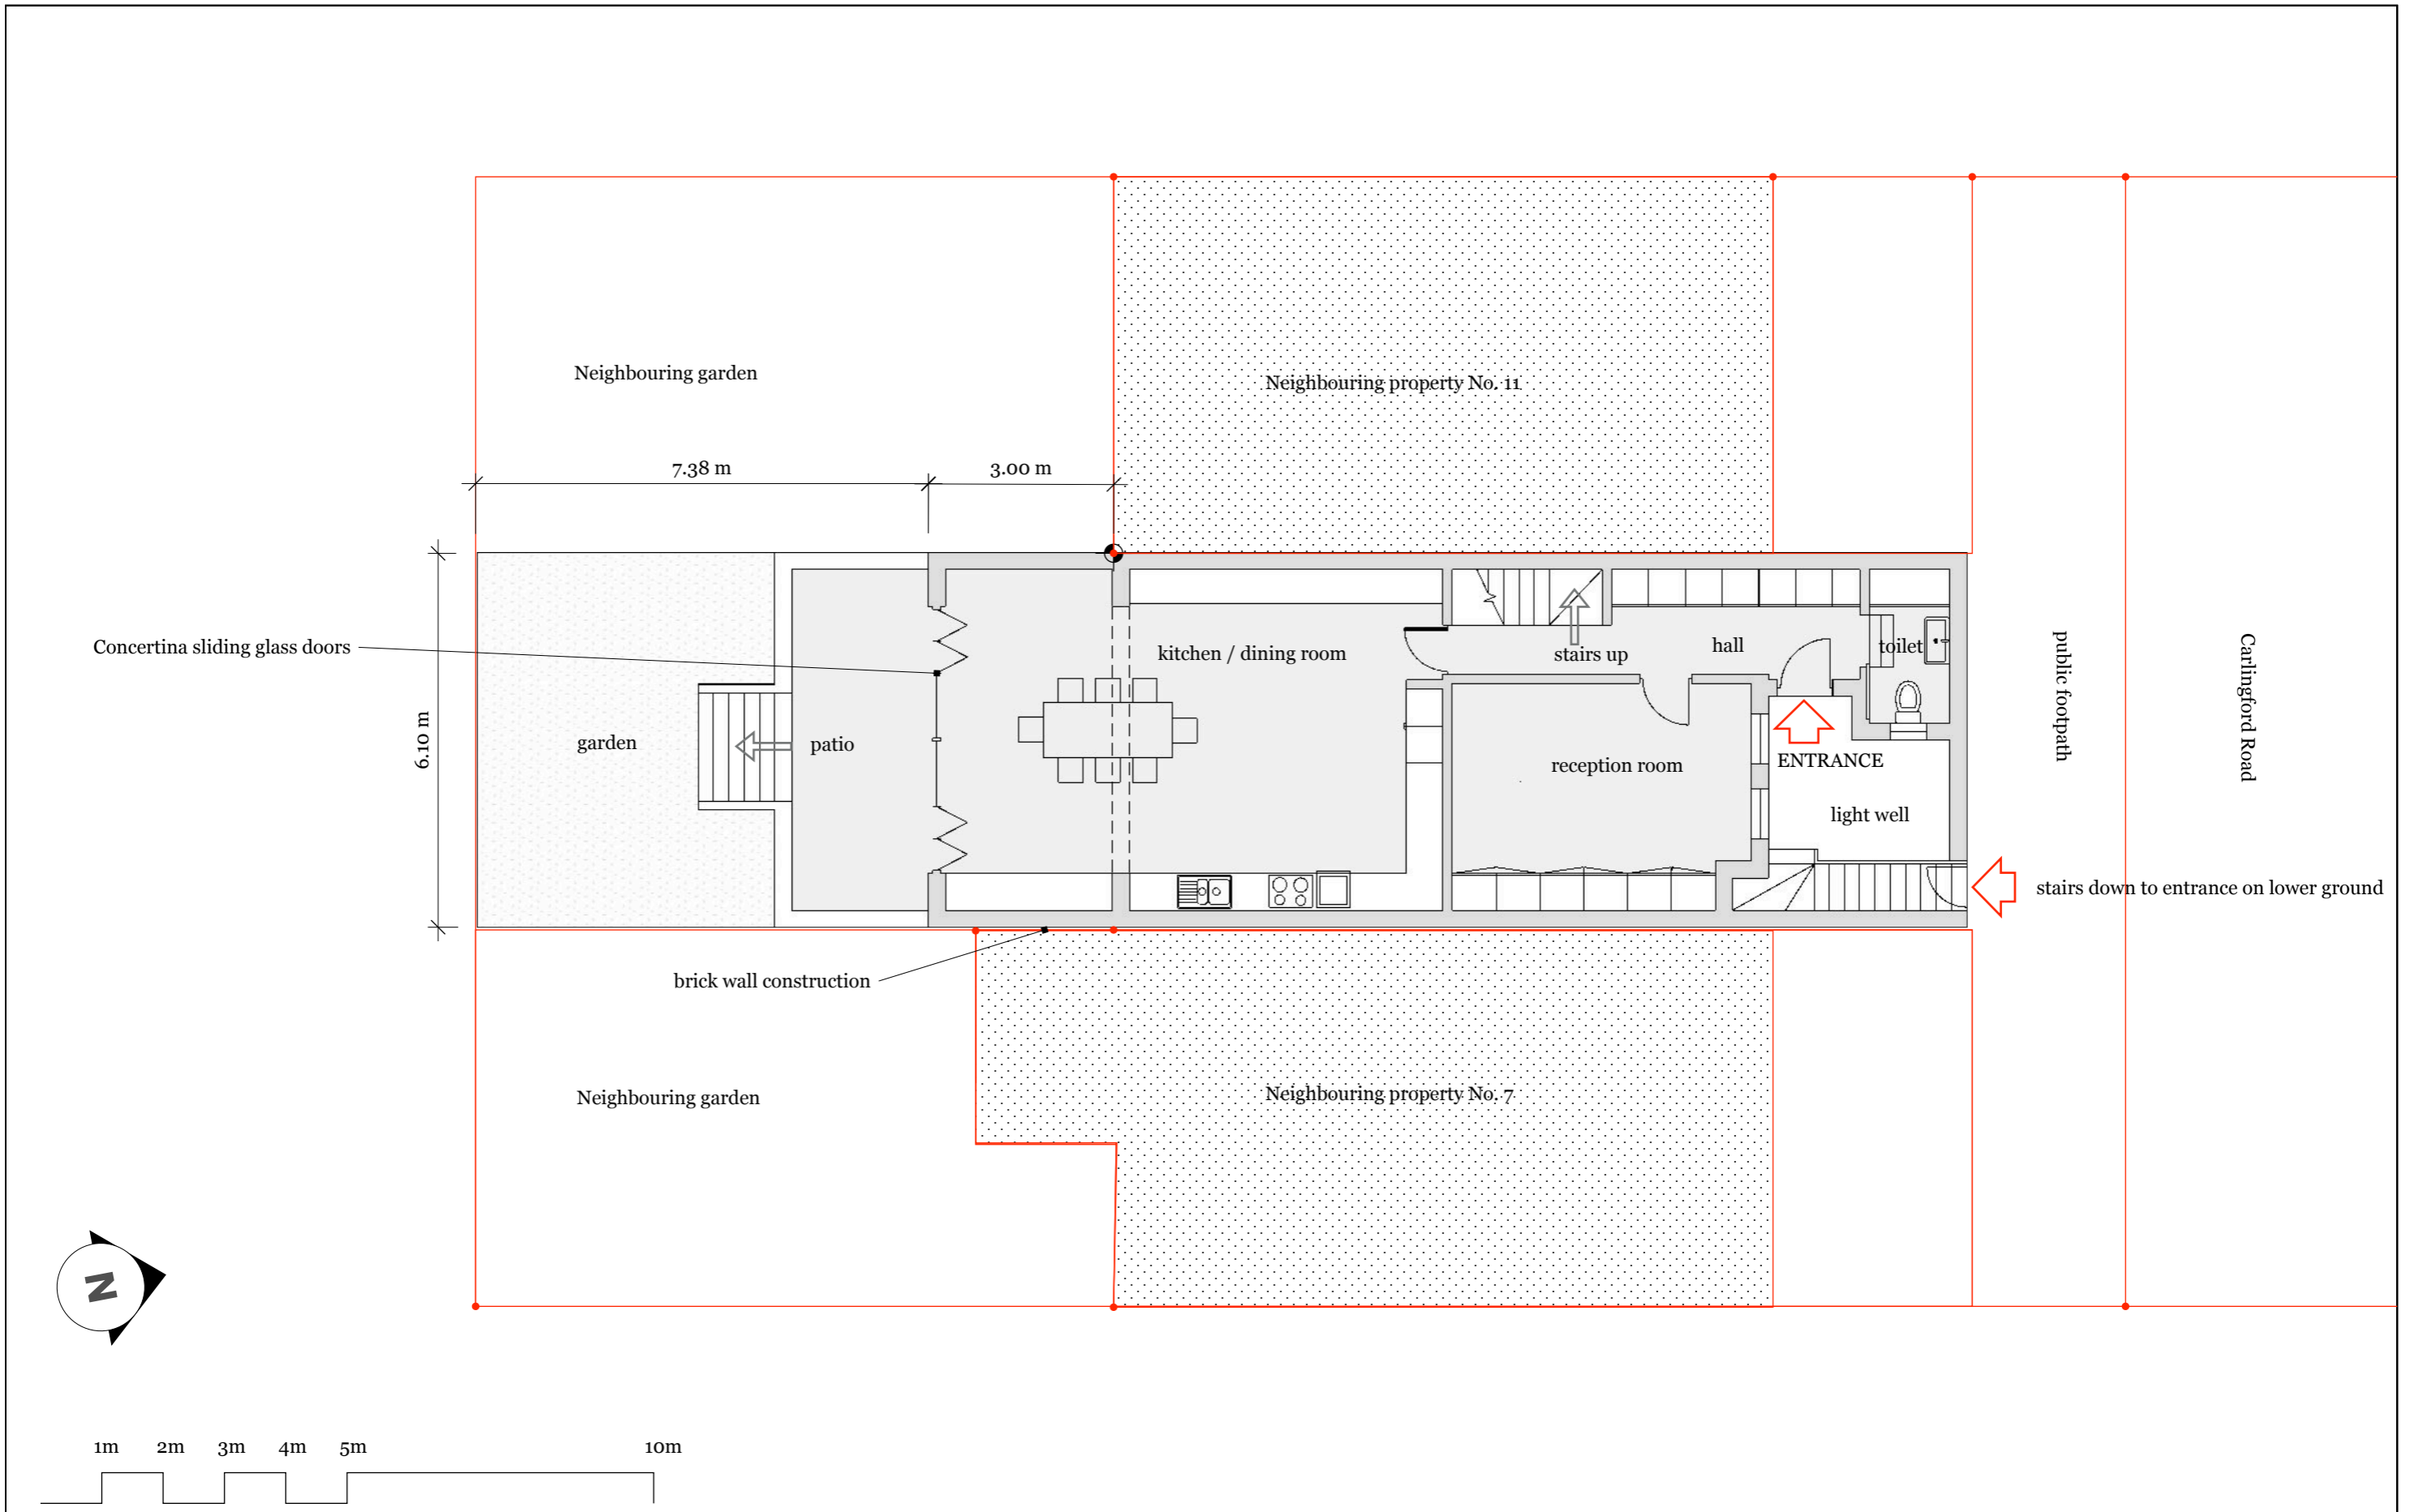 Neighbouring garden
Neighbouring property No. 11
7.38 m
3.00 m
Concertina sliding glass doors
kitchen / dining room
stairs up
hall
toilet
public footpath
Carlingford Road
6.10 m
garden
patio
reception room
ENTRANCE
light well
stairs down to entrance on lower ground
brick wall construction
Neighbouring garden
Neighbouring property No. 7
N
1m 2m 3m 4m 5m 10m